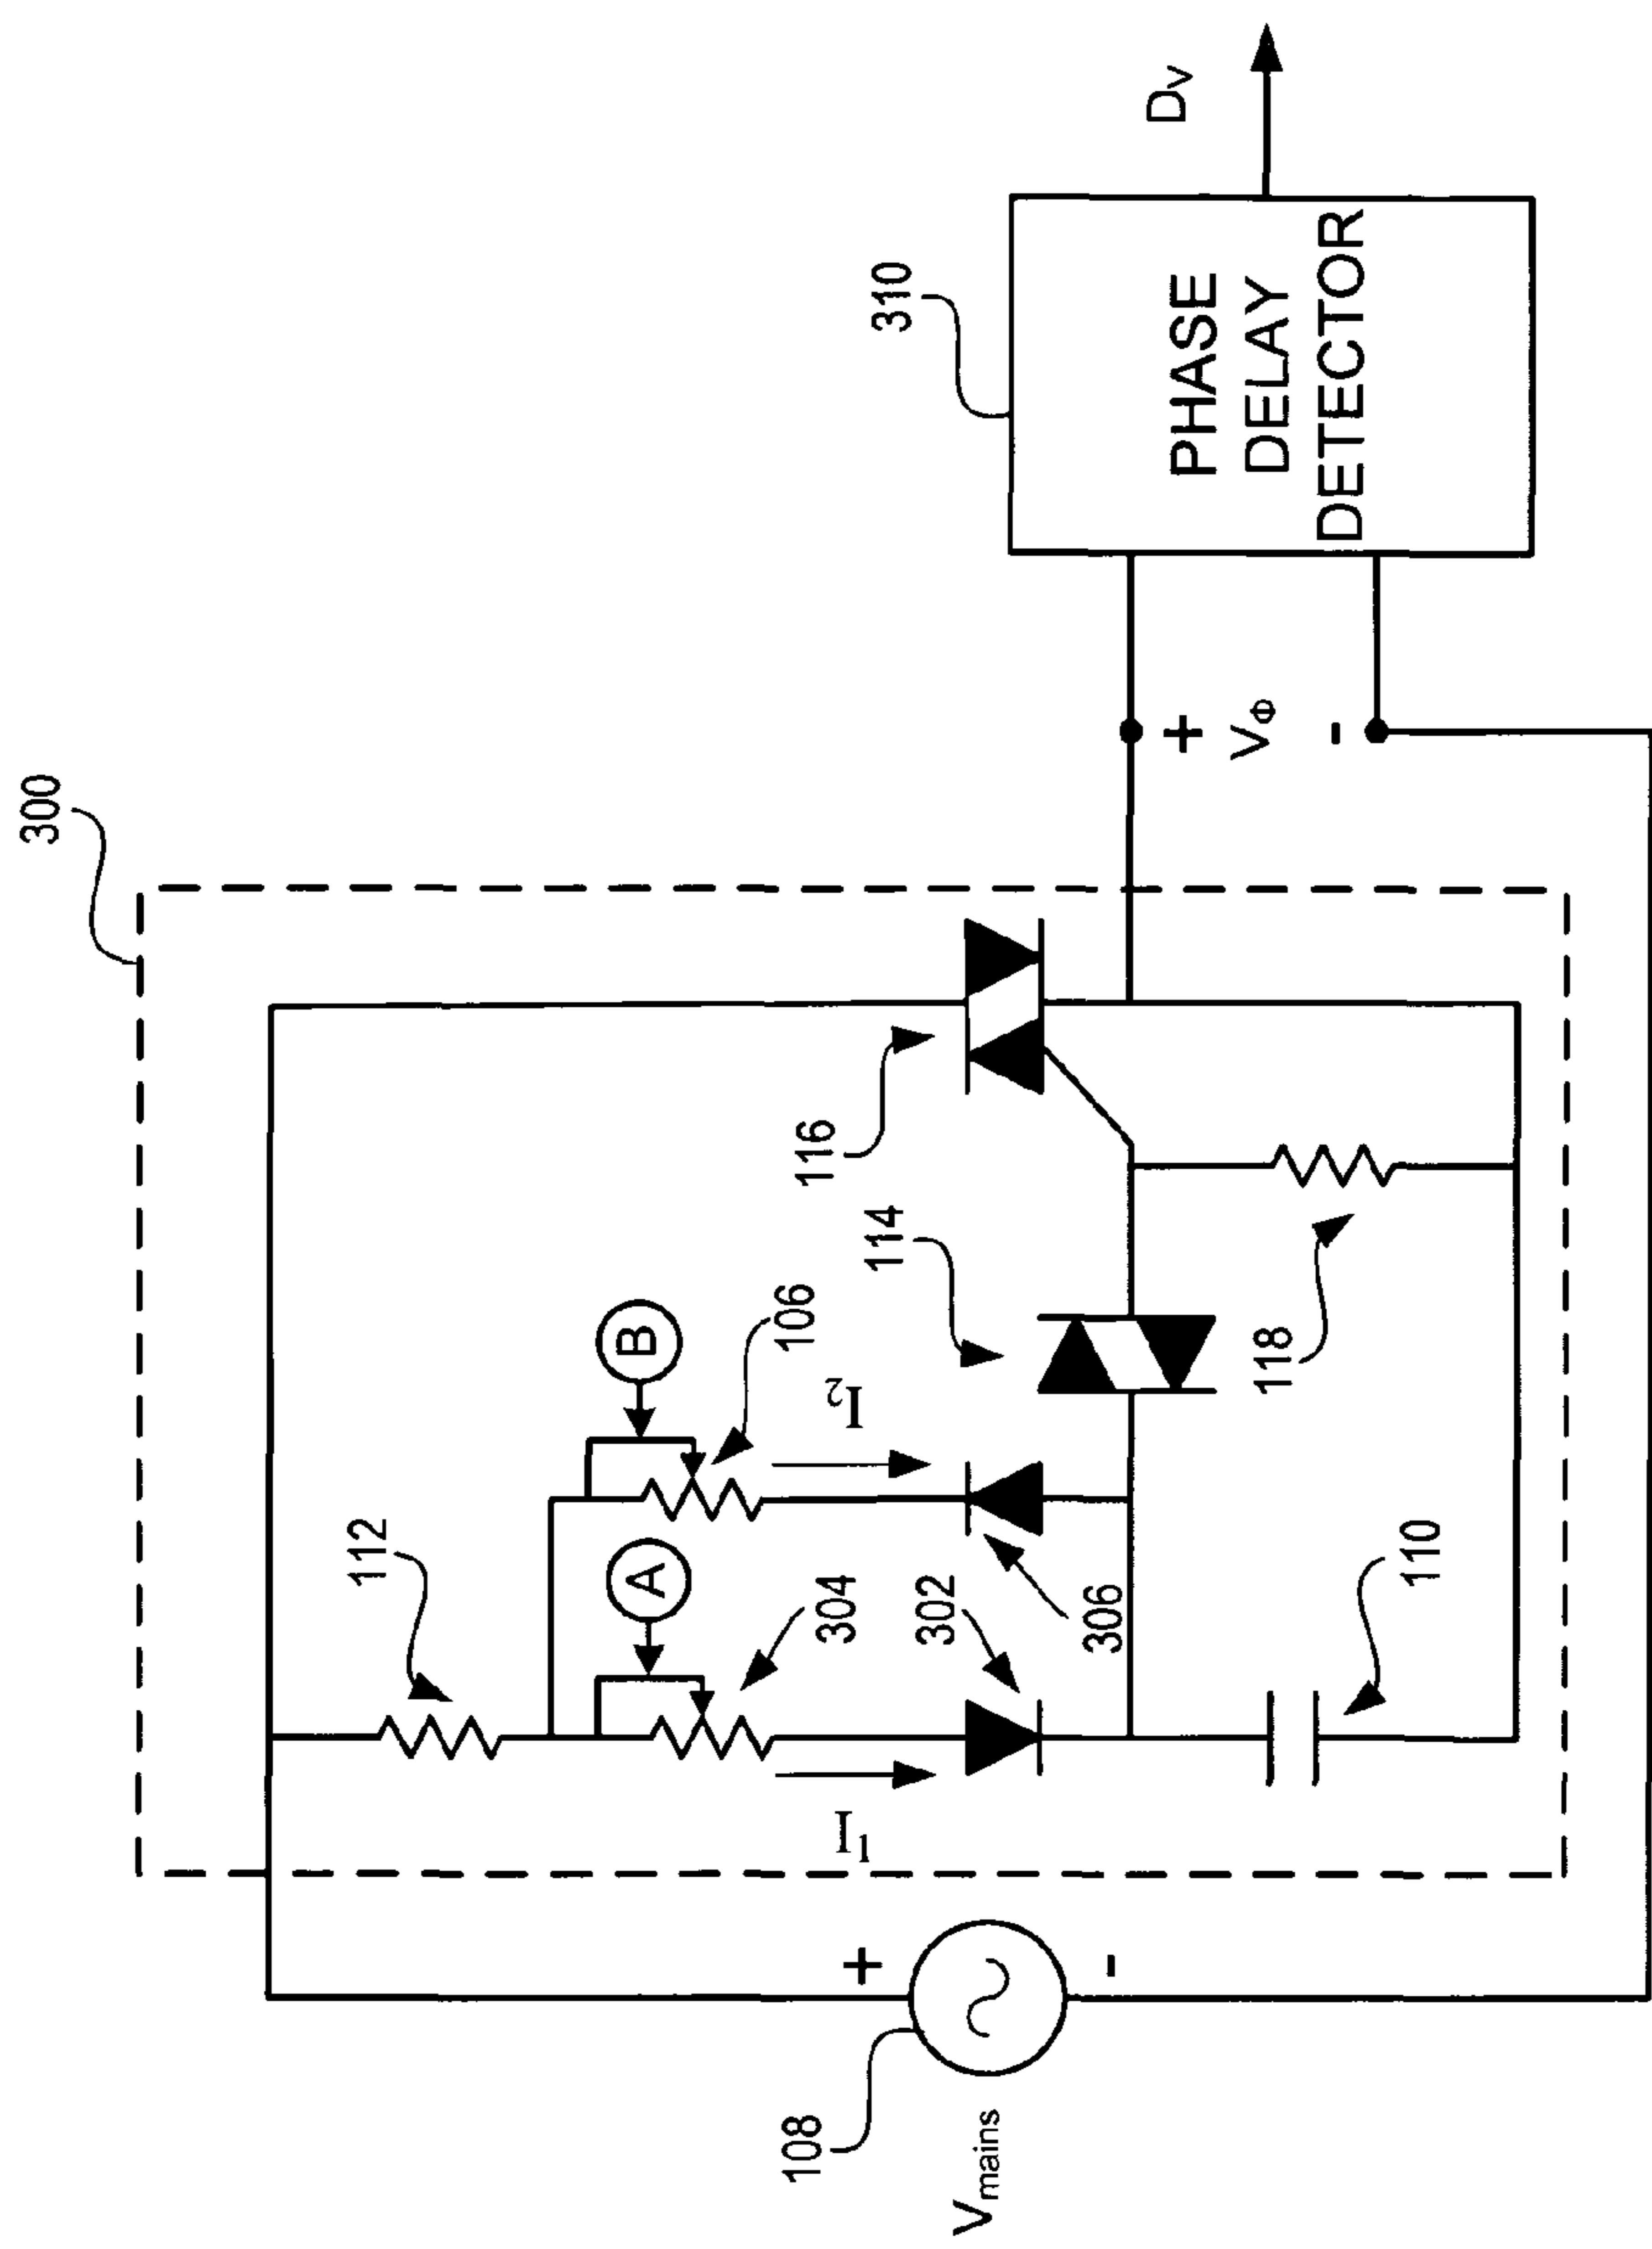 300
108
Vmains
+
-
112
A
B
304
106
I1
I2
302
306
110
114
116
118
+
VΦ
-
310
PHASE
DELAY
DETECTOR
DV